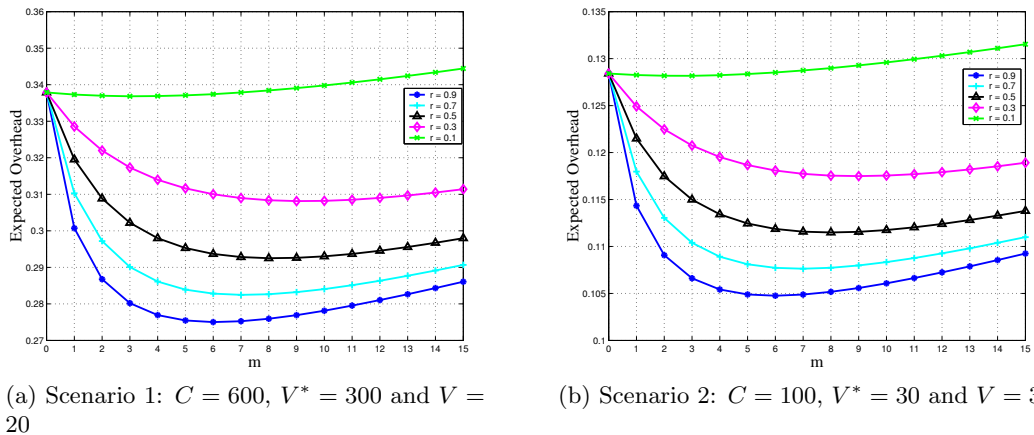 0.36
0.35
0.34
0.33
0.32
0.31
0.3
0.29
0.28
0.27
Expected Overhead
0 1 2 3 4 5 6 7 8 9 10 11 12 13 14 15
m
r = 0.9
r = 0.7
r = 0.5
r = 0.3
r = 0.1
(a) Scenario 1: C = 600, V* = 300 and V =
20
0.135
0.13
0.125
0.12
0.115
0.11
0.105
0.1
Expected Overhead
0 1 2 3 4 5 6 7 8 9 10 11 12 13 14 15
m
r = 0.9
r = 0.7
r = 0.5
r = 0.3
r = 0.1
(b) Scenario 2: C = 100, V* = 30 and V =